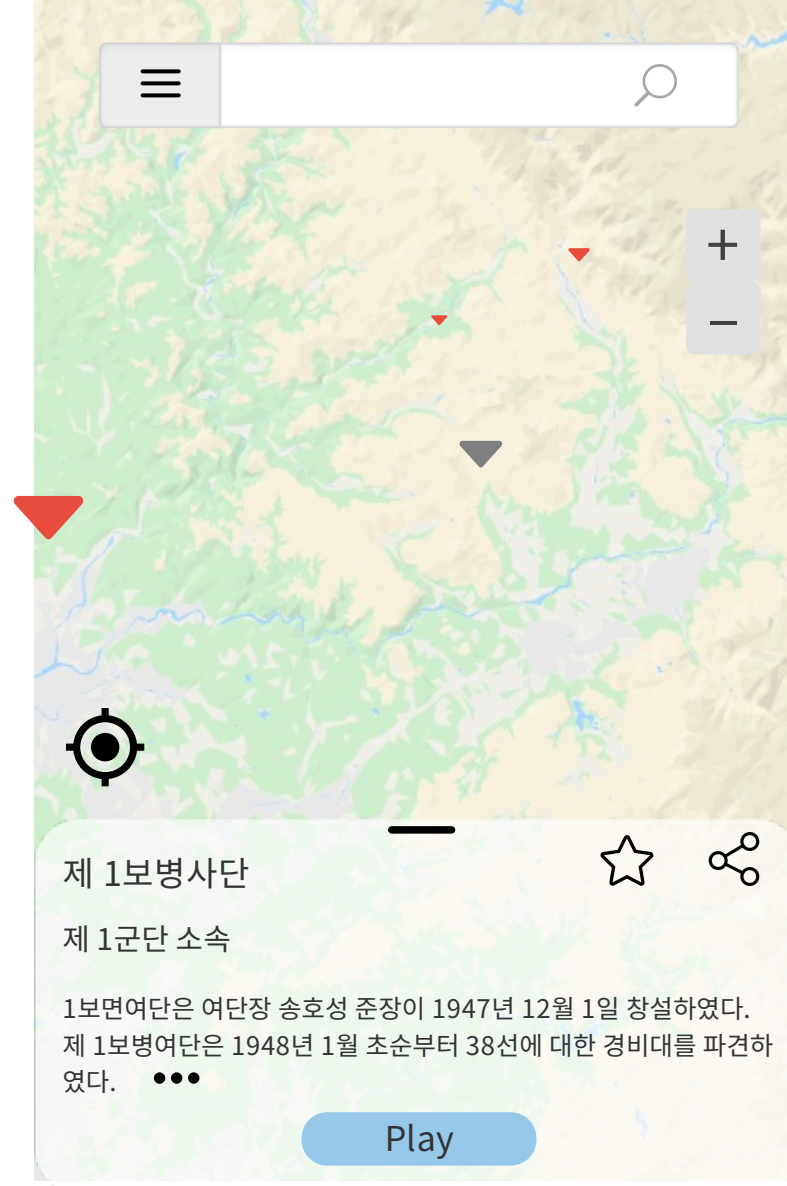 제 1보병사단
제 1군단 소속
1보면여단은 여단장 송호성 준장이 1947년 12월 1일 창설하였다.
제 1보병여단은 1948년 1월 초순부터 38선에 대한 경비대를 파견하
였다. •••
Play